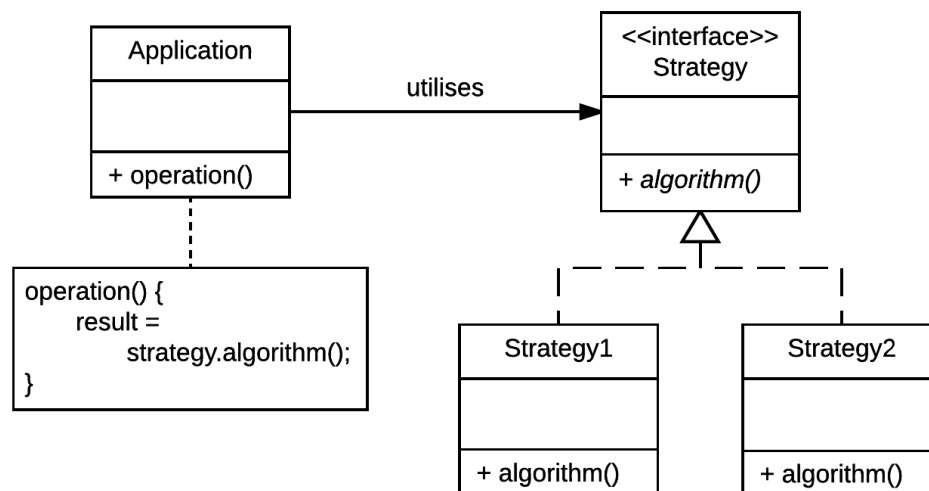 Application
+ operation()
utilises
<<interface>>
Strategy
+ algorithm()
operation() {
result =
strategy.algorithm();
}
Strategy1
+ algorithm()
Strategy2
+ algorithm()